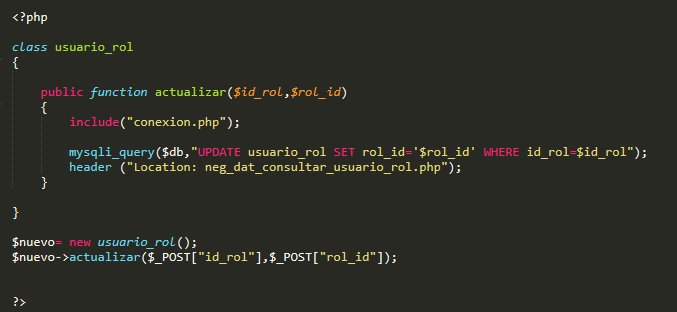 <?php
class usuario_rol
{
public function actualizar($id_rol,$rol_id)
{
include("conexion.php");
mysqli_query($db,"UPDATE usuario_rol SET rol_id='$rol_id' WHERE id_rol=$id_rol");
header ("Location: neg_dat_consultar_usuario_rol.php");
}
}
$nuevo= new usuario_rol();
$nuevo->actualizar($_POST["id_rol"],$_POST["rol_id"]);
?>